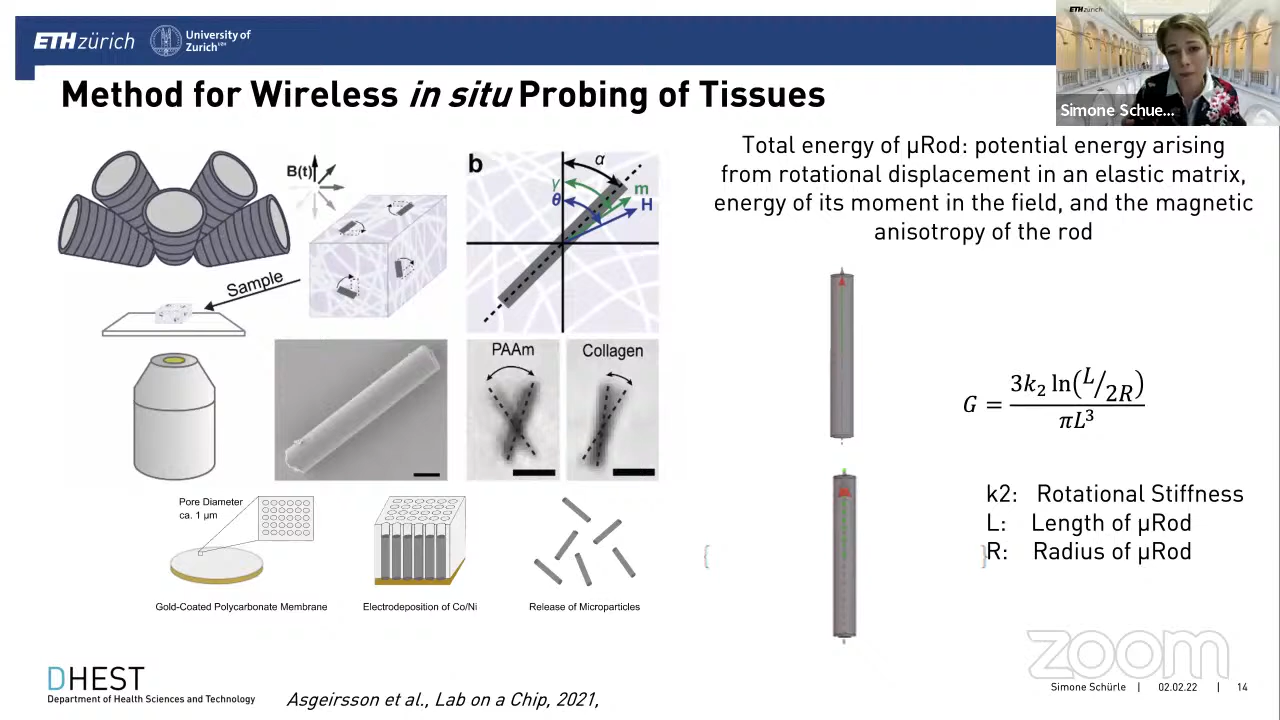 ETH zürich
University of
Zurich UZH
ETH zürich
Simone Schue...
Method for Wireless in situ Probing of Tissues
B(t)
Sample
b
α
γ
θ
m
H
PAAm
Collagen
Pore Diameter
ca. 1 µm
Gold-Coated Polycarbonate Membrane
Electrodeposition of Co/Ni
Release of Microparticles
Total energy of µRod: potential energy arising
from rotational displacement in an elastic matrix,
energy of its moment in the field, and the magnetic
anisotropy of the rod
G = 3k₂ ln(L/2R) / πL³
k2: Rotational Stiffness
L: Length of µRod
{ }
R: Radius of µRod
zoom
DHEST
Department of Health Sciences and Technology
Asgeirsson et al., Lab on a Chip, 2021,
Simone Schürle | 02.02.22 | 14